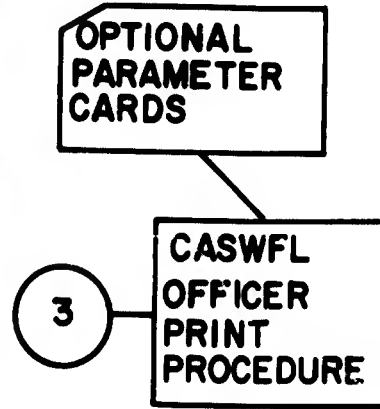 OPTIONAL
PARAMETER
CARDS
CASWFL
OFFICER
PRINT
PROCEDURE
3